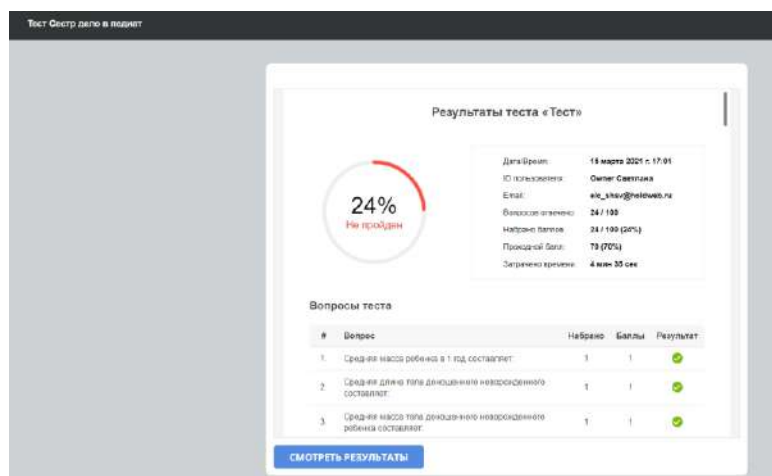 Тест Сестр дело в педиат
Результаты теста «Тест»
24%
Не пройден
Дата/Время: 15 марта 2021 г. 17:01
ID пользователя: Owner Светлана
Email:
Вопросов отвечено: 24 / 100
Набрано баллов: 24 / 100 (24%)
Проходной балл: 70 (70%)
Затрачено времени: 4 мин 35 сек
Вопросы теста
# Вопрос Набрано Баллы Результат
1. Средняя масса ребенка в 1 год составляет: 1 1
2. Средняя длина тела доношенного новорожденного
составляет: 1 1
3. Средняя масса тела доношенного новорожденного
ребенка составляет: 1 1
СМОТРЕТЬ РЕЗУЛЬТАТЫ